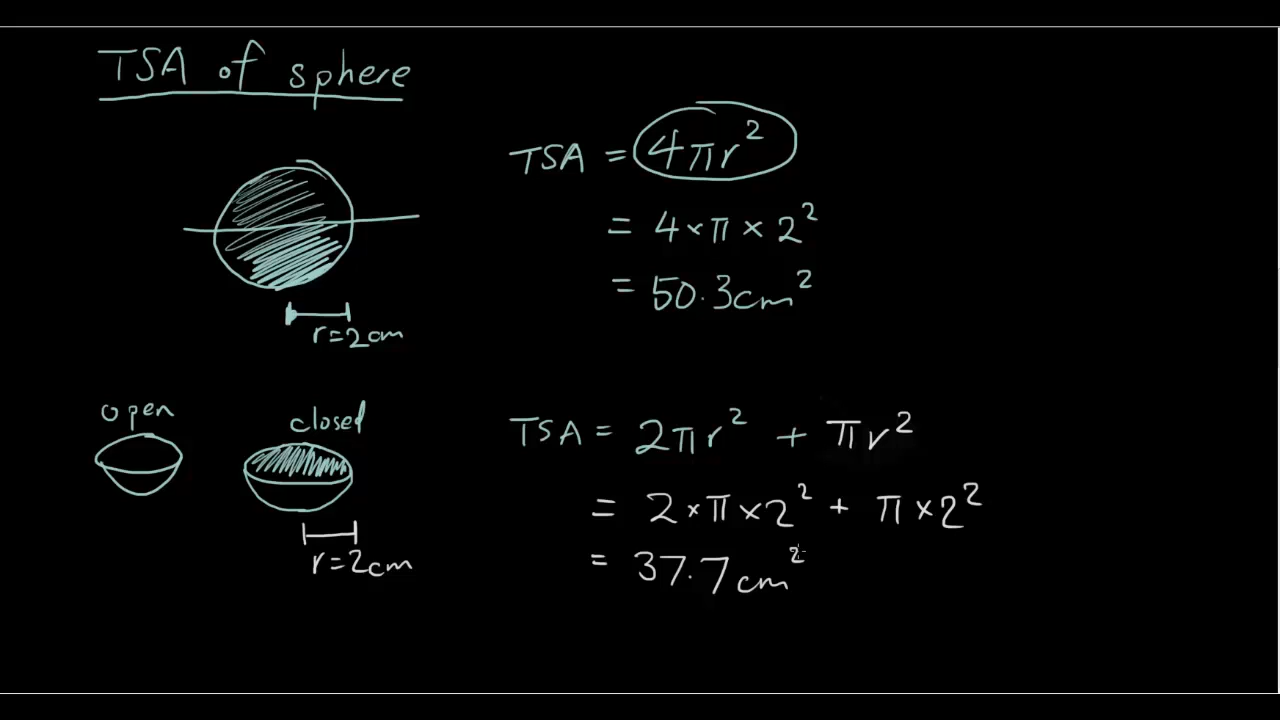 TSA of sphere
TSA = 4πr²
= 4×π×2²
= 50.3cm²
r=2cm
open
closed
TSA = 2πr² + πr²
= 2×π×2² + π×2²
= 37.7cm²
r=2cm